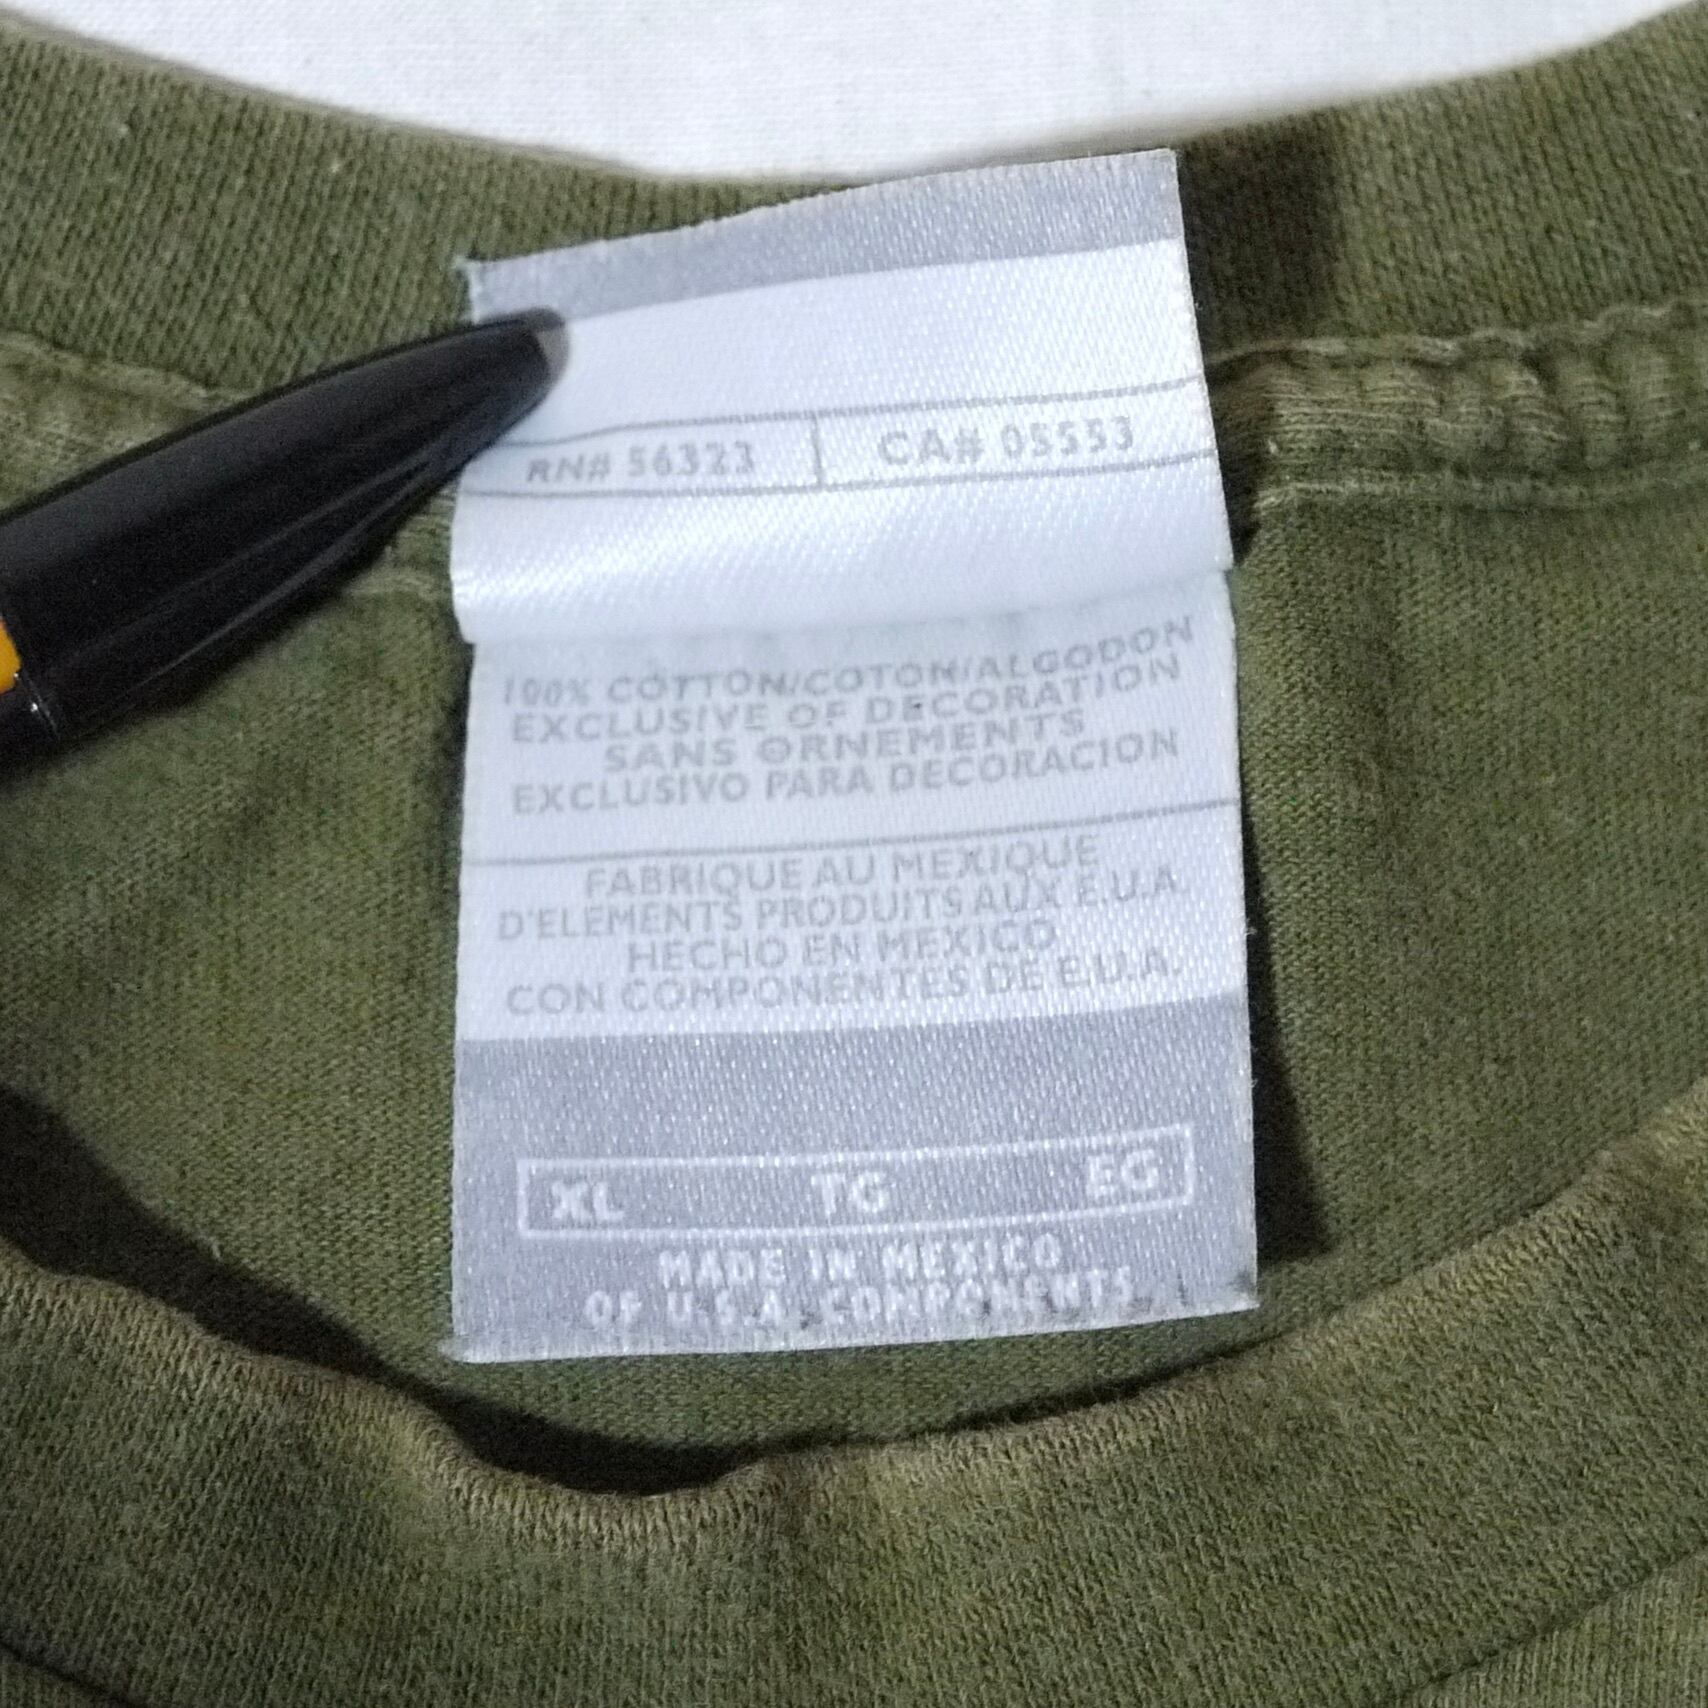 RN# 56323 | CA# 05553
100% COTTON/COTON/ALGODON
EXCLUSIVE OF DECORATION
SANS ORNEMENTS
EXCLUSIVO PARA DECORACION
FABRIQUE AU MEXIQUE
D'ELEMENTS PRODUITS AUX E.U.A.
HECHO EN MEXICO
CON COMPONENTES DE E.U.A.
XL TG EG
MADE IN MEXICO
OF U.S.A. COMPONENTS